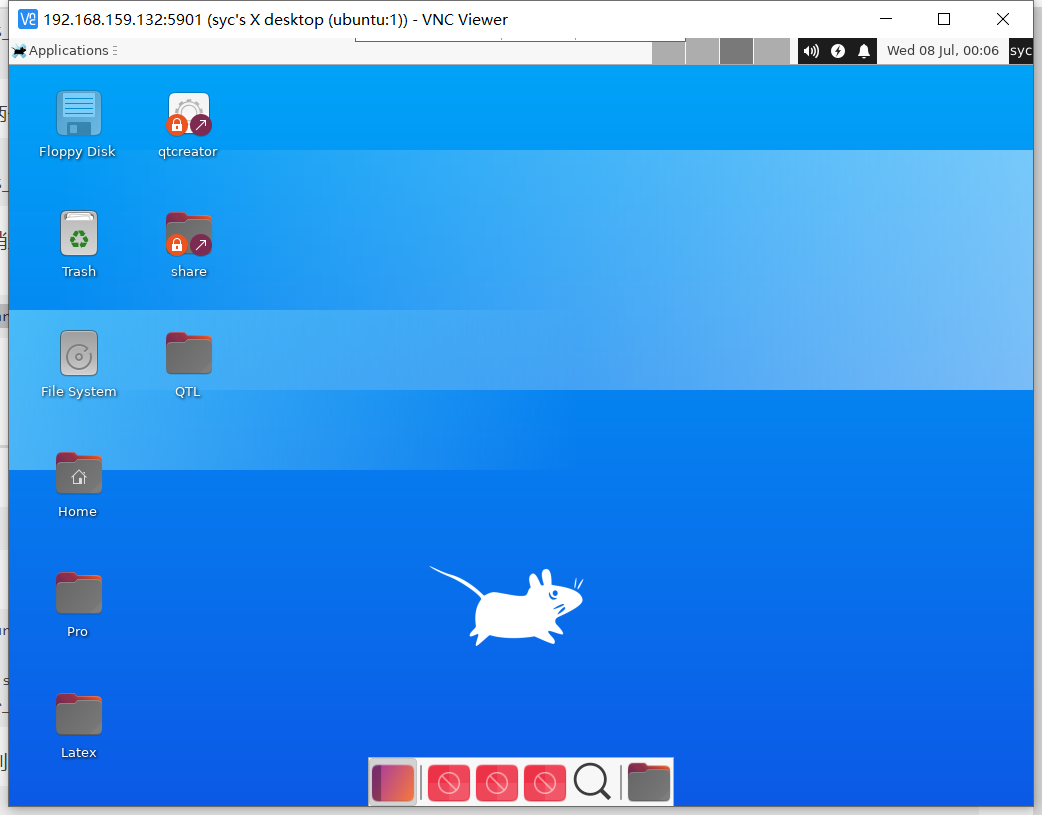 192.168.159.132:5901 (syc's X desktop (ubuntu:1)) - VNC Viewer
Applications
Wed 08 Jul, 00:06
syc
Floppy Disk
qtcreator
Trash
share
File System
QTL
Home
Pro
Latex